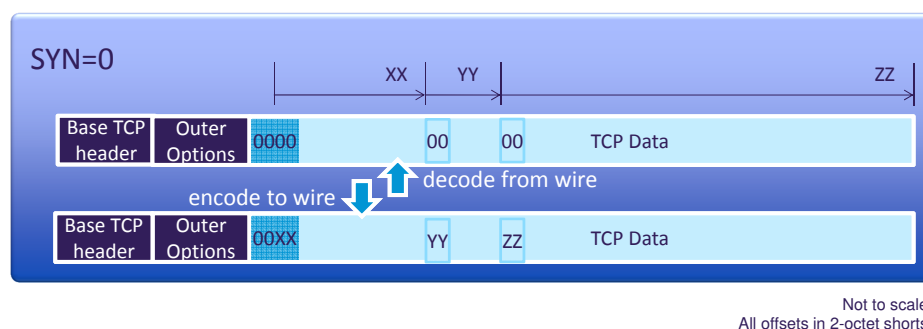 SYN=0
XX YY ZZ
Base TCP header Outer Options 0000 00 00 TCP Data
decode from wire
encode to wire
Base TCP header Outer Options 00XX YY ZZ TCP Data
Not to scale
All offsets in 2-octet shorts